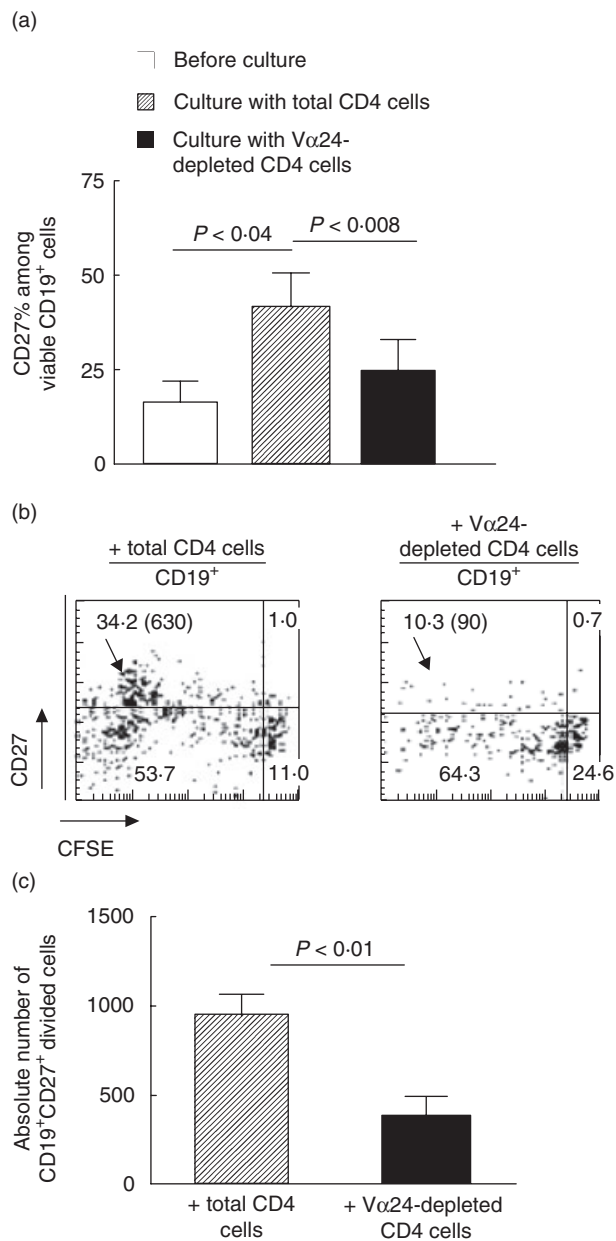 (a)
Before culture
Culture with total CD4 cells
Culture with Vα24-
depleted CD4 cells
75
50
25
0
CD27% among
viable CD19⁺ cells
P < 0·04
P < 0·008
(b)
+ total CD4 cells
CD19⁺
+ Vα24-
depleted CD4 cells
CD19⁺
34·2 (630)
1·0
53·7
11·0
10·3 (90)
0·7
64·3
24·6
CD27
CFSE
(c)
1500
1000
500
0
Absolute number of
CD19⁺CD27⁺ divided cells
P < 0·01
+ total CD4
cells
+ Vα24-depleted
CD4 cells